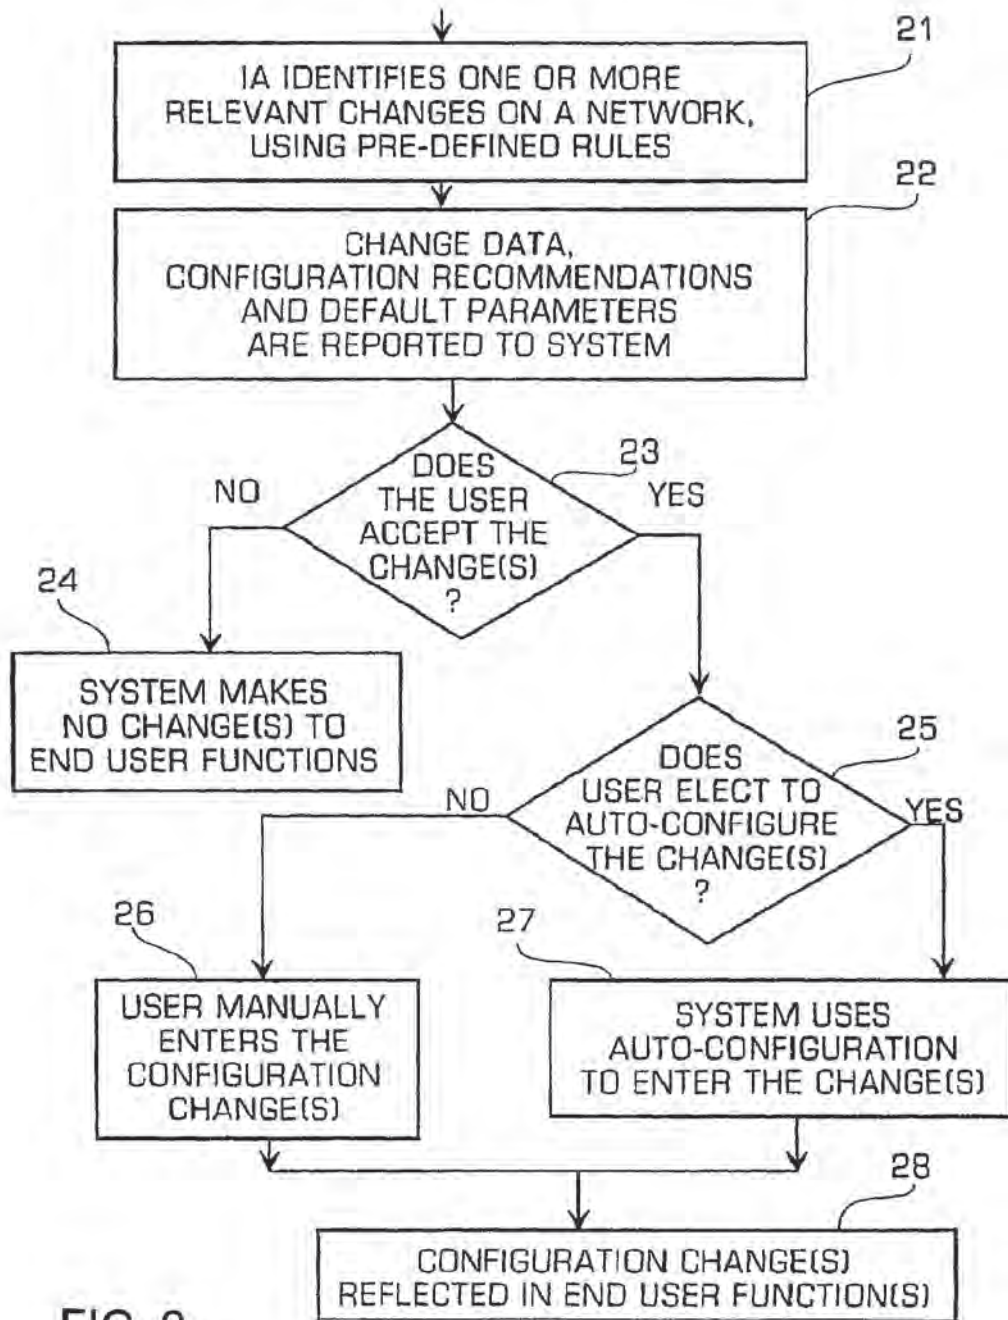 21
IA IDENTIFIES ONE OR MORE
RELEVANT CHANGES ON A NETWORK,
USING PRE-DEFINED RULES
22
CHANGE DATA,
CONFIGURATION RECOMMENDATIONS
AND DEFAULT PARAMETERS
ARE REPORTED TO SYSTEM
23
DOES
THE USER
ACCEPT THE
CHANGE(S)
?
NO
YES
24
SYSTEM MAKES
NO CHANGE(S) TO
END USER FUNCTIONS
25
DOES
USER ELECT TO
AUTO-CONFIGURE
THE CHANGE(S)
?
NO
YES
26
USER MANUALLY
ENTERS THE
CONFIGURATION
CHANGE(S)
27
SYSTEM USES
AUTO-CONFIGURATION
TO ENTER THE CHANGE(S)
28
CONFIGURATION CHANGE(S)
REFLECTED IN END USER FUNCTION(S)
FIG.